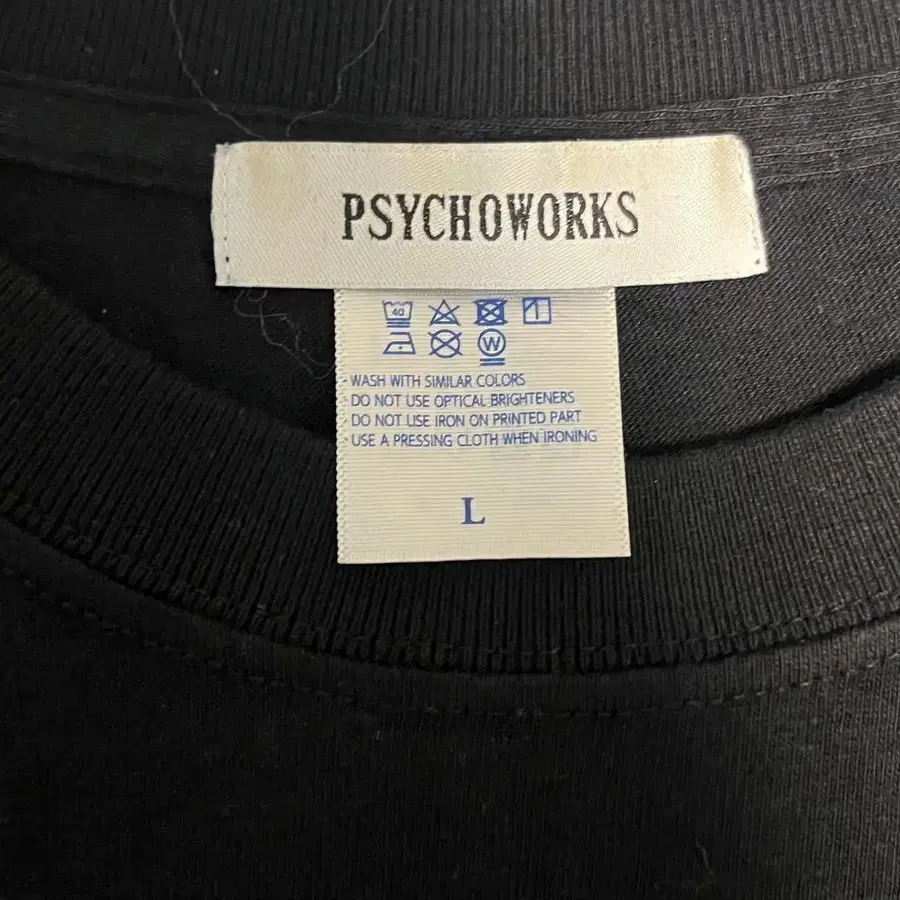 PSYCHOWORKS
40
W
- WASH WITH SIMILAR COLORS
- DO NOT USE OPTICAL BRIGHTENERS
- DO NOT USE IRON ON PRINTED PART
- USE A PRESSING CLOTH WHEN IRONING
L